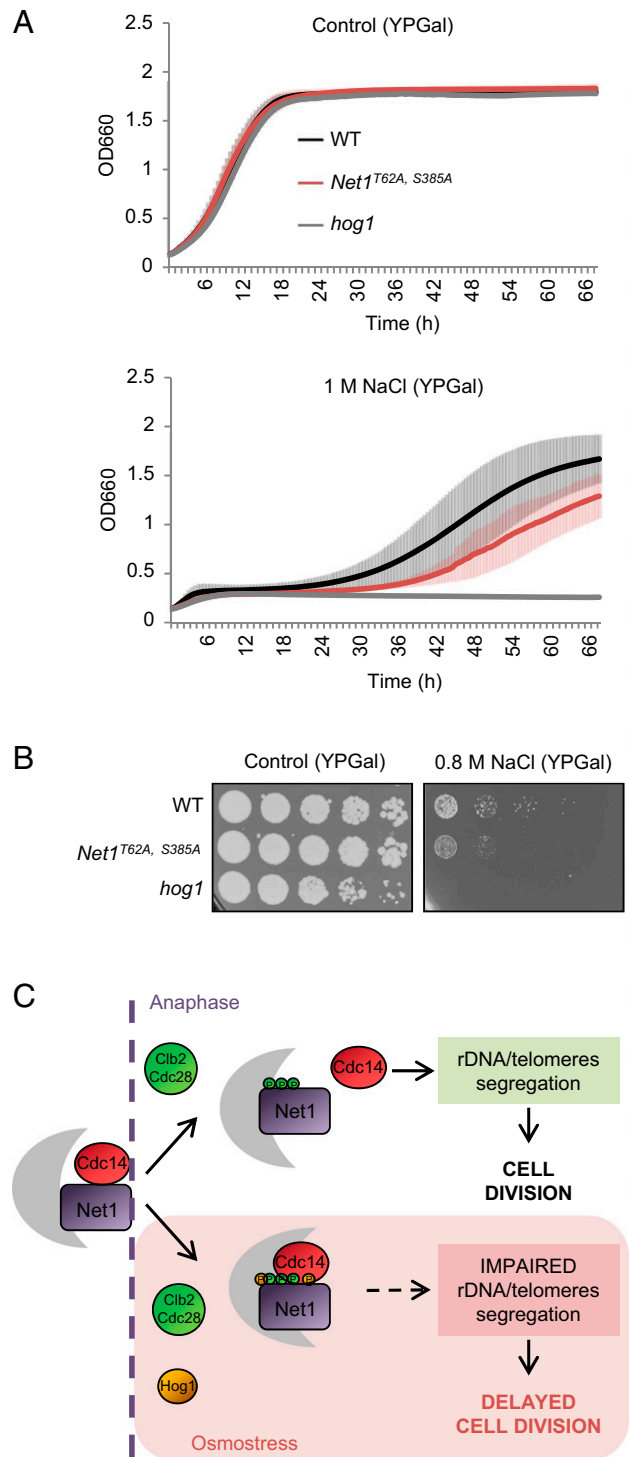 A
Control (YPGal)
OD660
2.5
2
1.5
1
0.5
0
WT
Net1T62A, S385A
hog1
6
12
18
24
30
36
42
48
54
60
66
Time (h)
1 M NaCl (YPGal)
OD660
2.5
2
1.5
1
0.5
0
6
12
18
24
30
36
42
48
54
60
66
Time (h)
B
Control (YPGal)
0.8 M NaCl (YPGal)
WT
Net1T62A, S385A
hog1
C
Anaphase
Clb2
Cdc28
Cdc14
P P P
Net1
rDNA/telomeres
segregation
CELL
DIVISION
Cdc14
Net1
Clb2
Cdc28
Hog1
Cdc14
P P P P P
Net1
IMPAIRED
rDNA/telomeres
segregation
DELAYED
CELL DIVISION
Osmostress